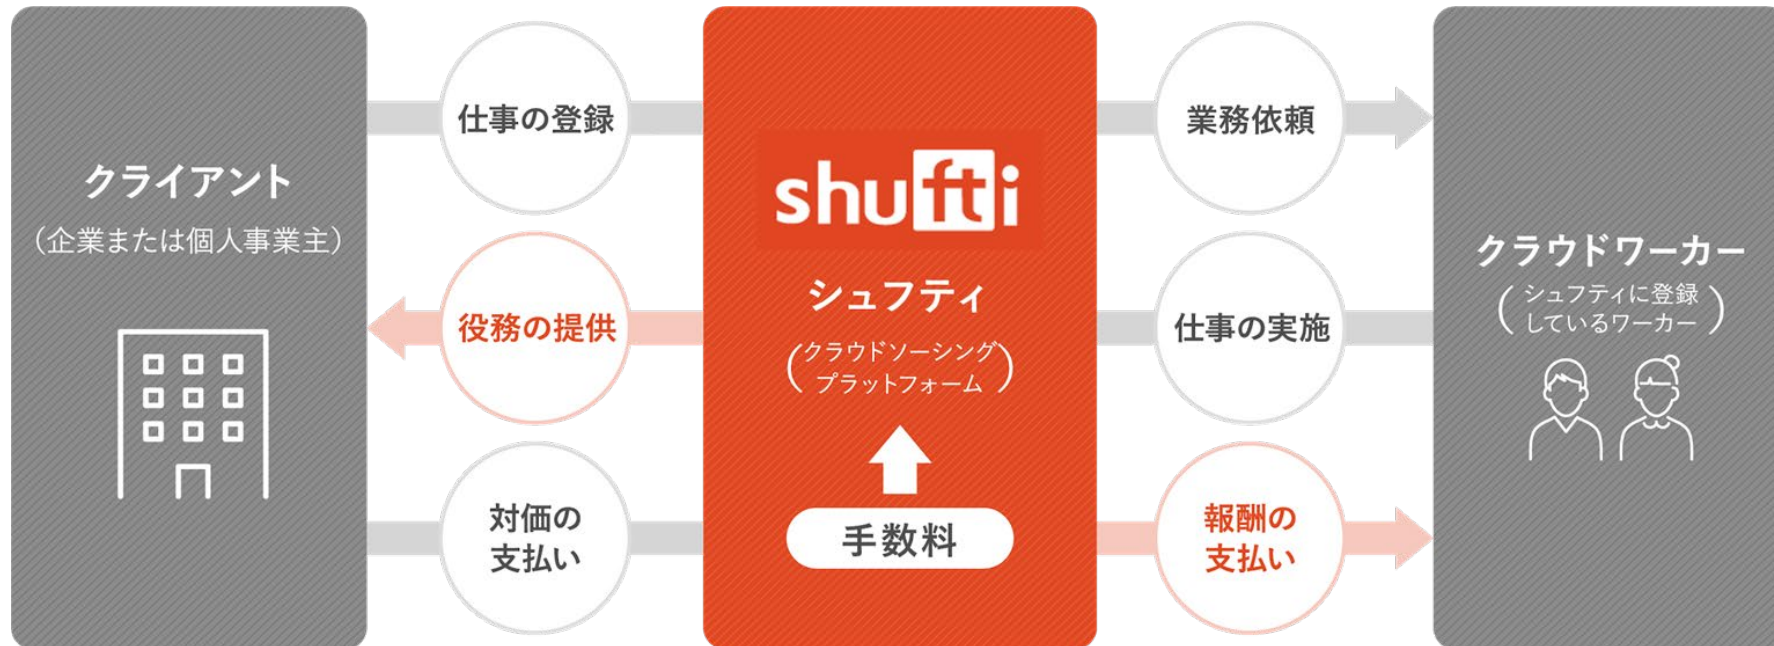 クライアント
（企業または個人事業主）
仕事の登録
役務の提供
対価の
支払い
shufti
シュフティ
（クラウドソーシング
プラットフォーム）
手数料
業務依頼
仕事の実施
報酬の
支払い
クラウドワーカー
（シュフティに登録
しているワーカー）